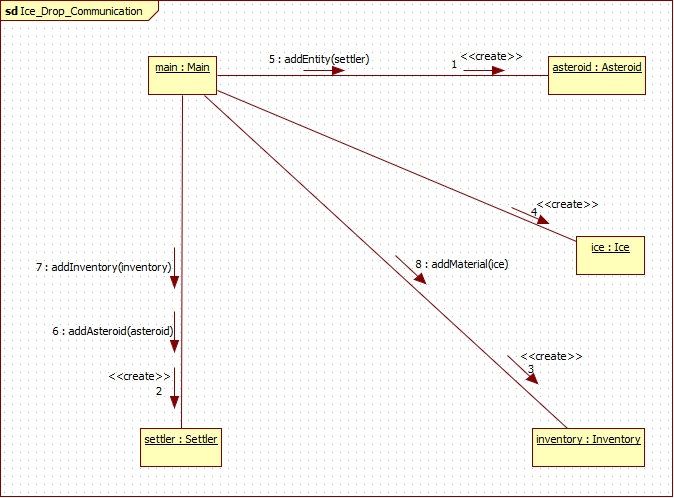 sd Ice_Drop_Communication
5 : addEntity(settler)
<<create>>
1
main : Main
asteroid : Asteroid
<<create>>
4
ice : Ice
7 : addInventory(inventory)
8 : addMaterial(ice)
6 : addAsteroid(asteroid)
<<create>>
3
<<create>>
2
settler : Settler
inventory : Inventory